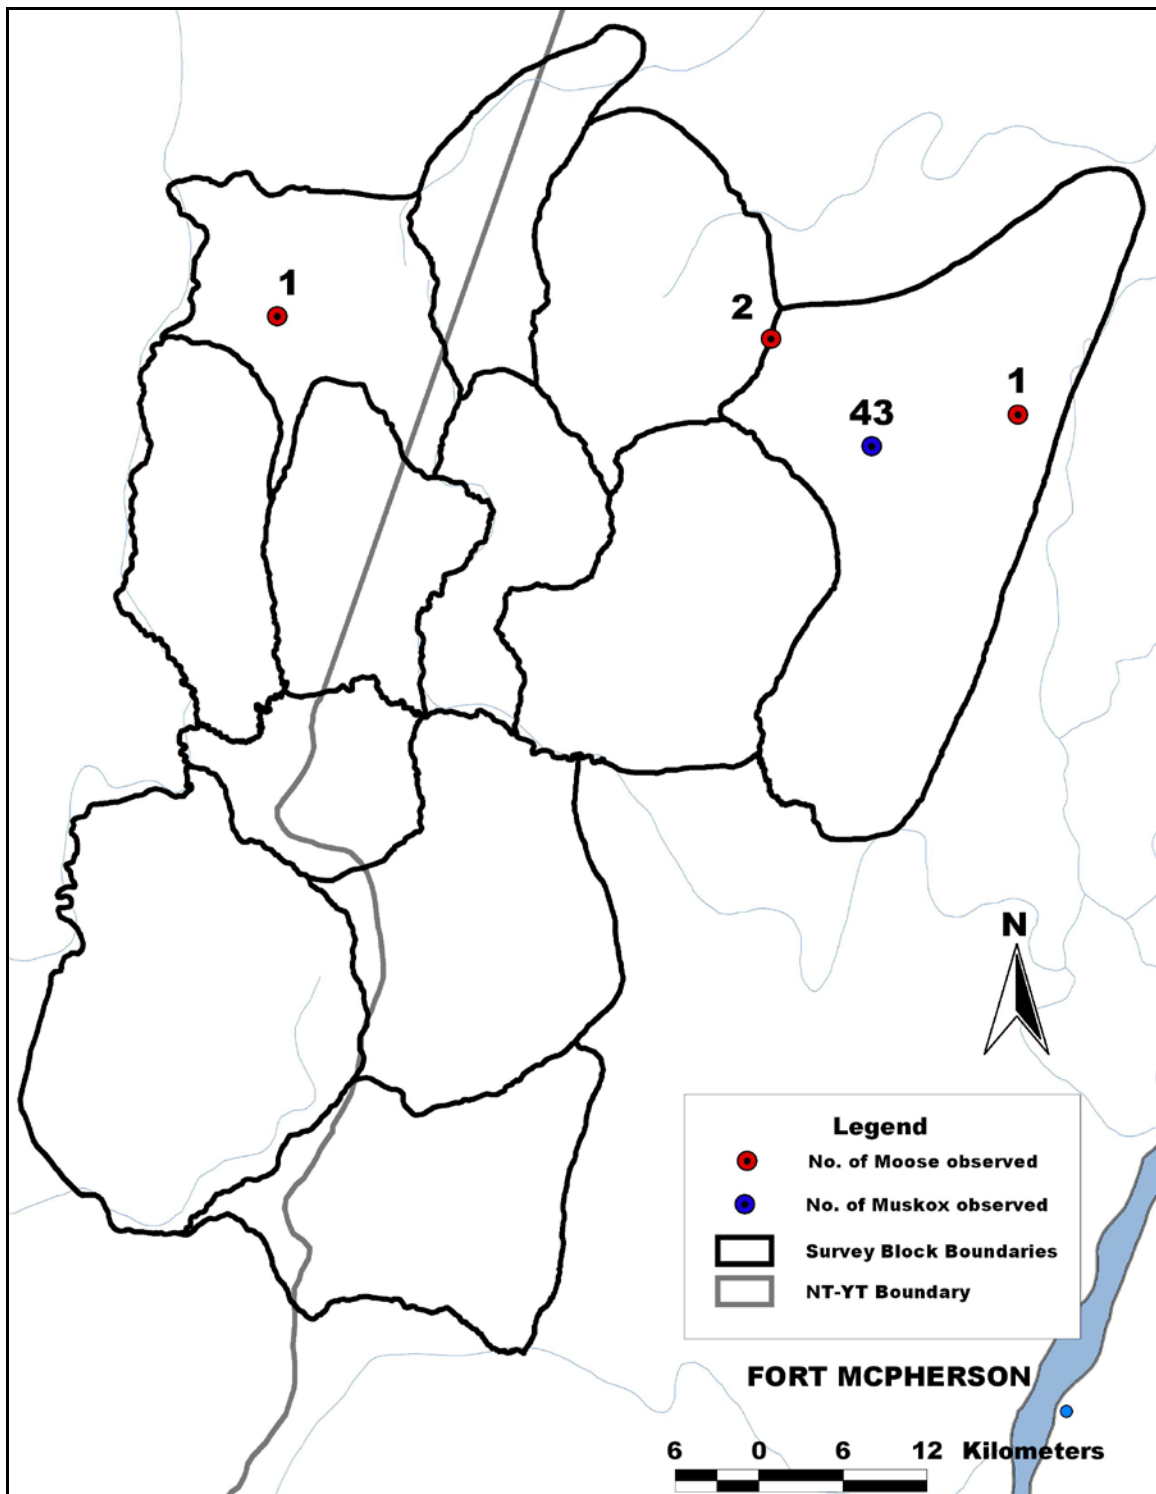 1
2
1
43
N
Legend
No. of Moose observed
No. of Muskox observed
Survey Block Boundaries
NT-YT Boundary
FORT MCPHERSON
6 0 6 12 Kilometers